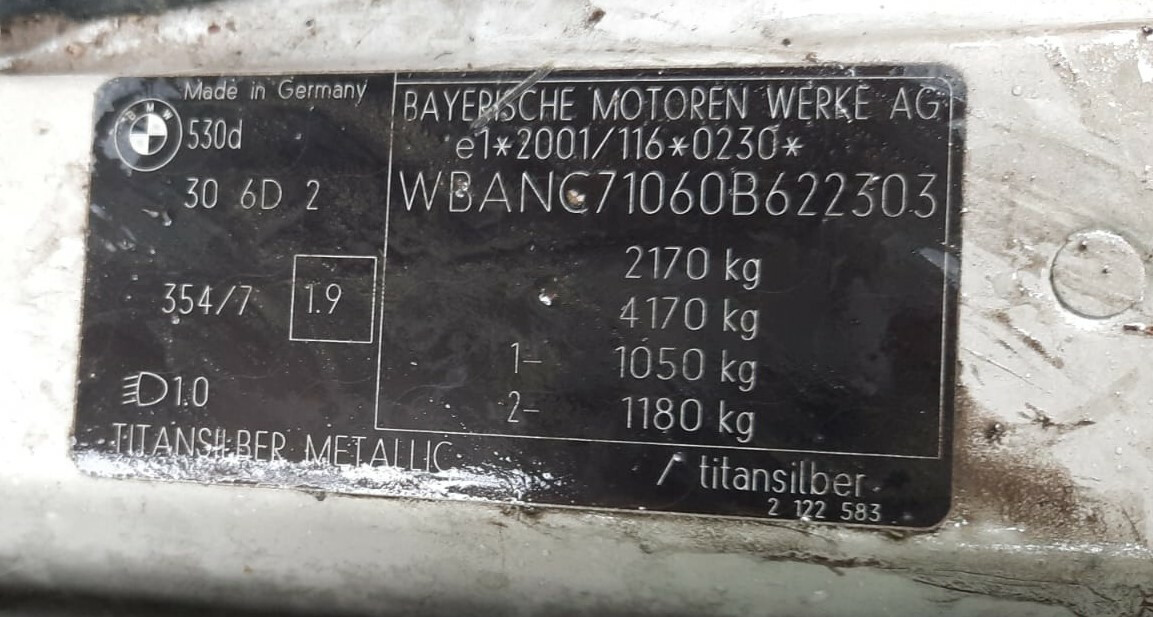 Made in Germany
BMW
530d
30 6D 2
354/7 1.9
1.0
TITANSILBER METALLIC
BAYERISCHE MOTOREN WERKE AG
e1*2001/116*0230*
WBANC71060B622303
2170 kg
4170 kg
1- 1050 kg
2- 1180 kg
/ titansilber
2 122 583